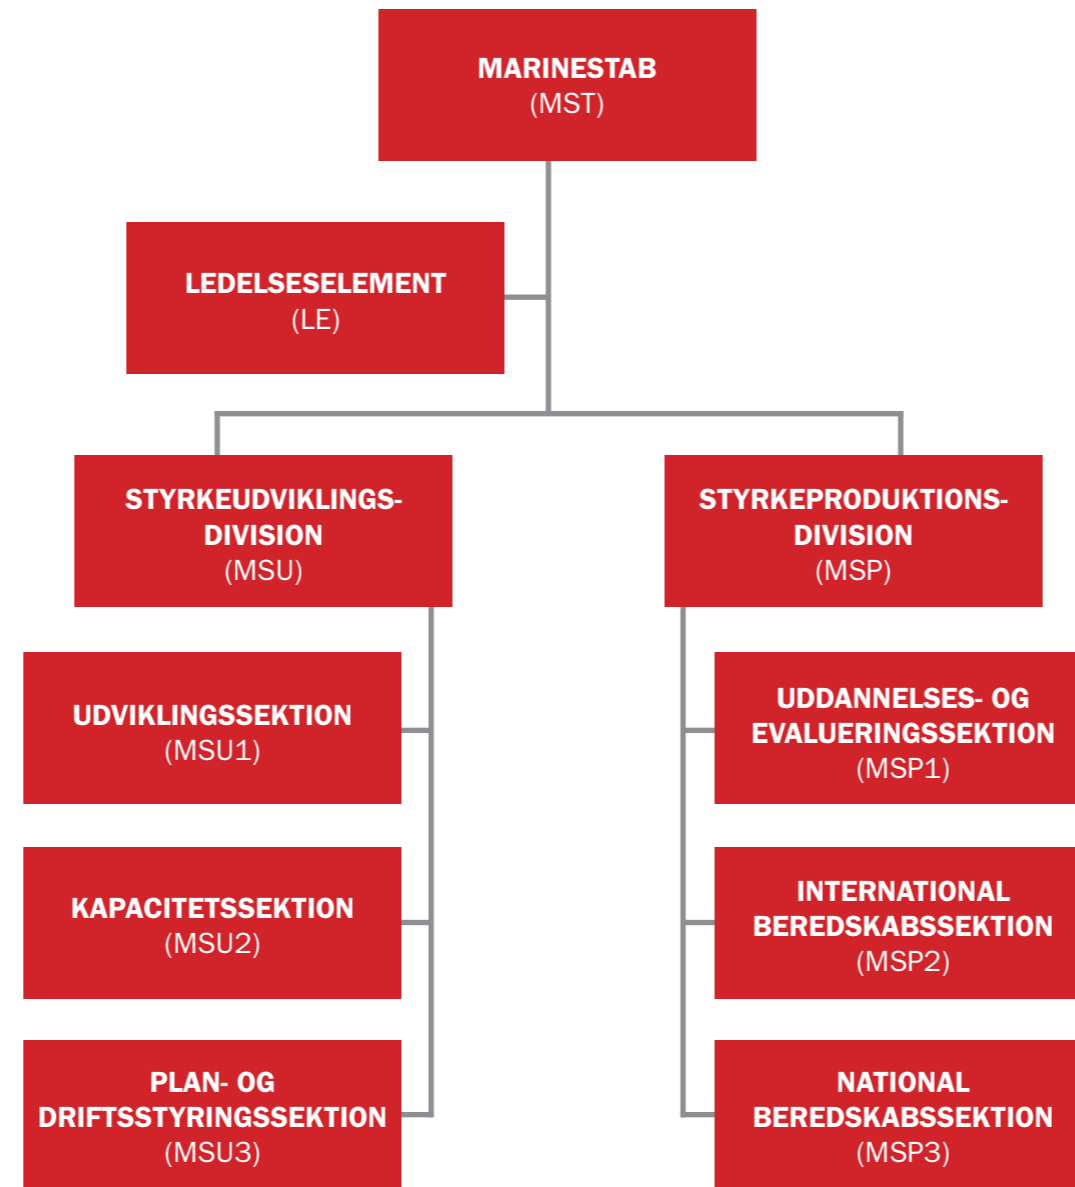 MARINESTAB
(MST)
LEDELSESELEMENT
(LE)
STYRKEUDVIKLINGS-
DIVISION
(MSU)
STYRKEPRODUKTIONS-
DIVISION
(MSP)
UDVIKLINGSSEKTION
(MSU1)
UDDANNELSES- OG
EVALUERINGSSEKTION
(MSP1)
KAPACITETSSEKTION
(MSU2)
INTERNATIONAL
BEREDSKABSSEKTION
(MSP2)
PLAN- OG
DRIFTSSTYRINGSSEKTION
(MSU3)
NATIONAL
BEREDSKABSSEKTION
(MSP3)